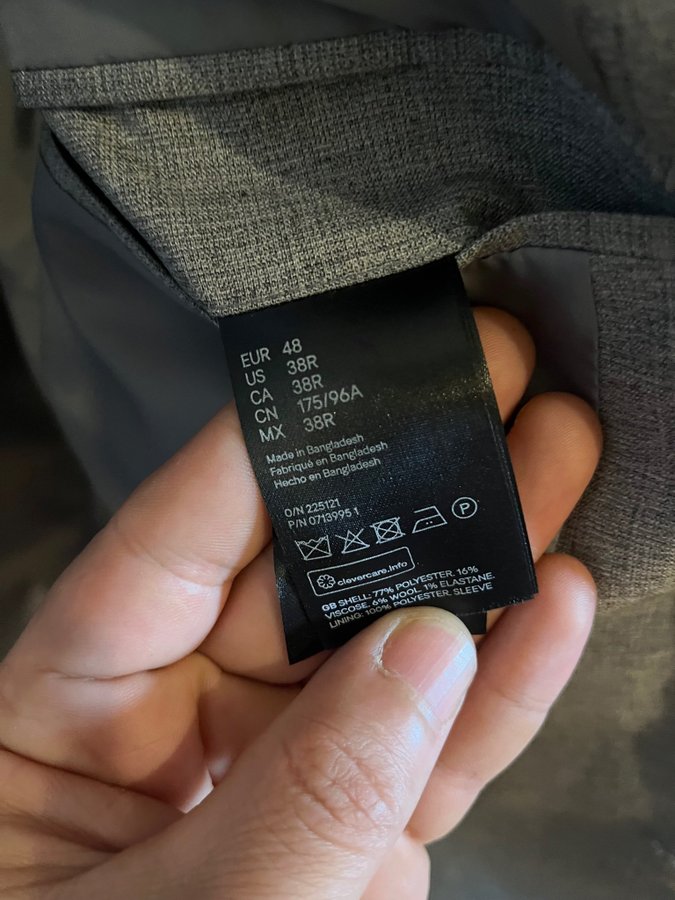 EUR 48
US 38R
CA 38R
CN 175/96A
MX 38R
Made in Bangladesh
Fabriqué en Bangladesh
Hecho en Bangladesh
O/N 225121
P/N 0713995 1
P
clevercare.info
GB SHELL: 77% POLYESTER. 16%
VISCOSE. 6% WOOL. 1% ELASTANE.
LINING: 100% POLYESTER. SLEEVE